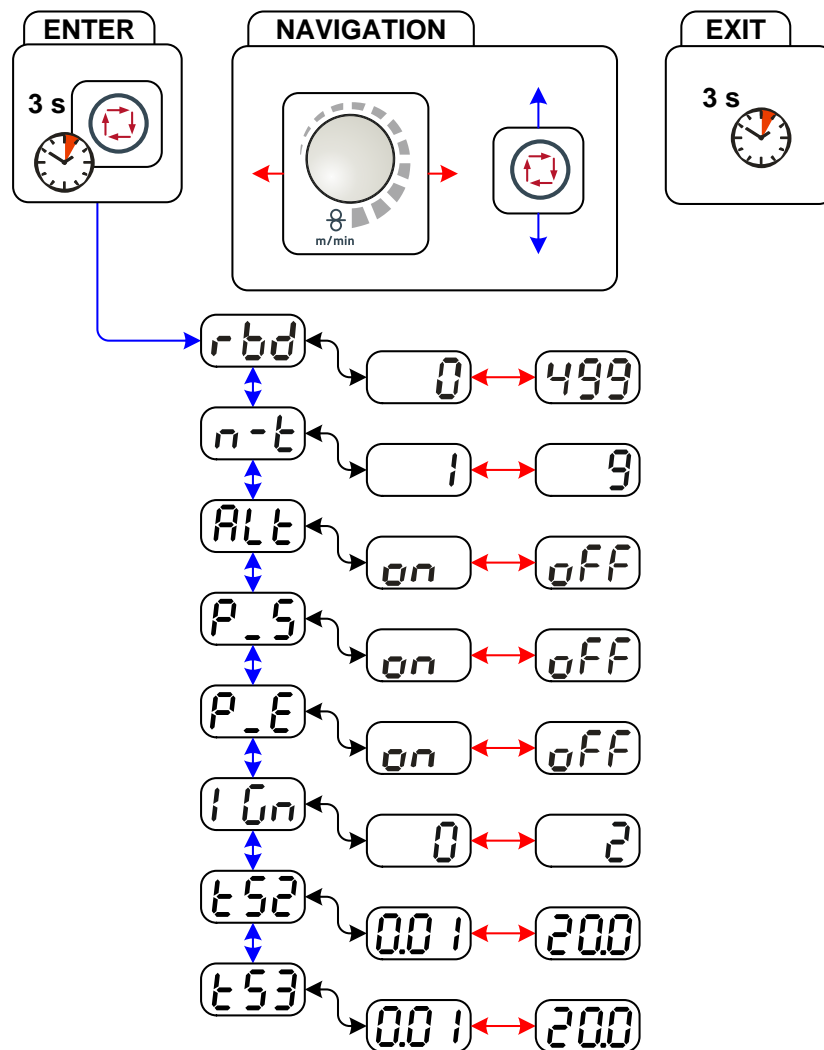 ENTER NAVIGATION EXIT
3 s 3 s
m/min
rbd 0 499
n-t 1 9
ALt on oFF
P_S on oFF
P_E on oFF
IGn 0 2
tS2 0.01 20.0
tS3 0.01 20.0